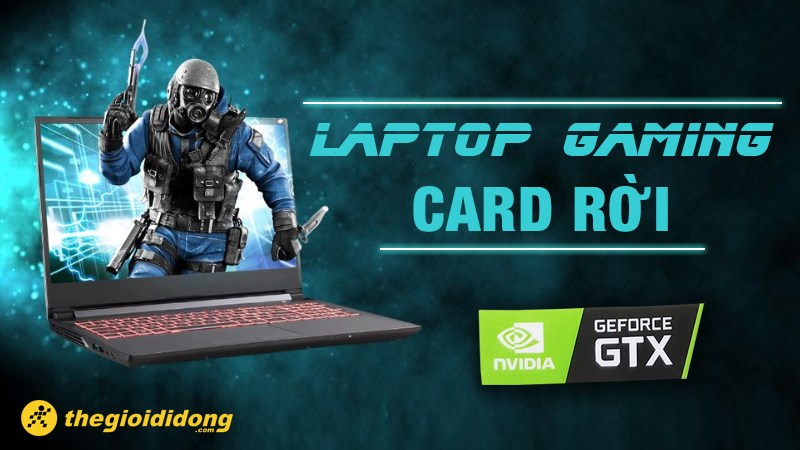 LAPTOP GAMING
CARD RỜI
NVIDIA
GEFORCE
GTX
thegioididong
.com